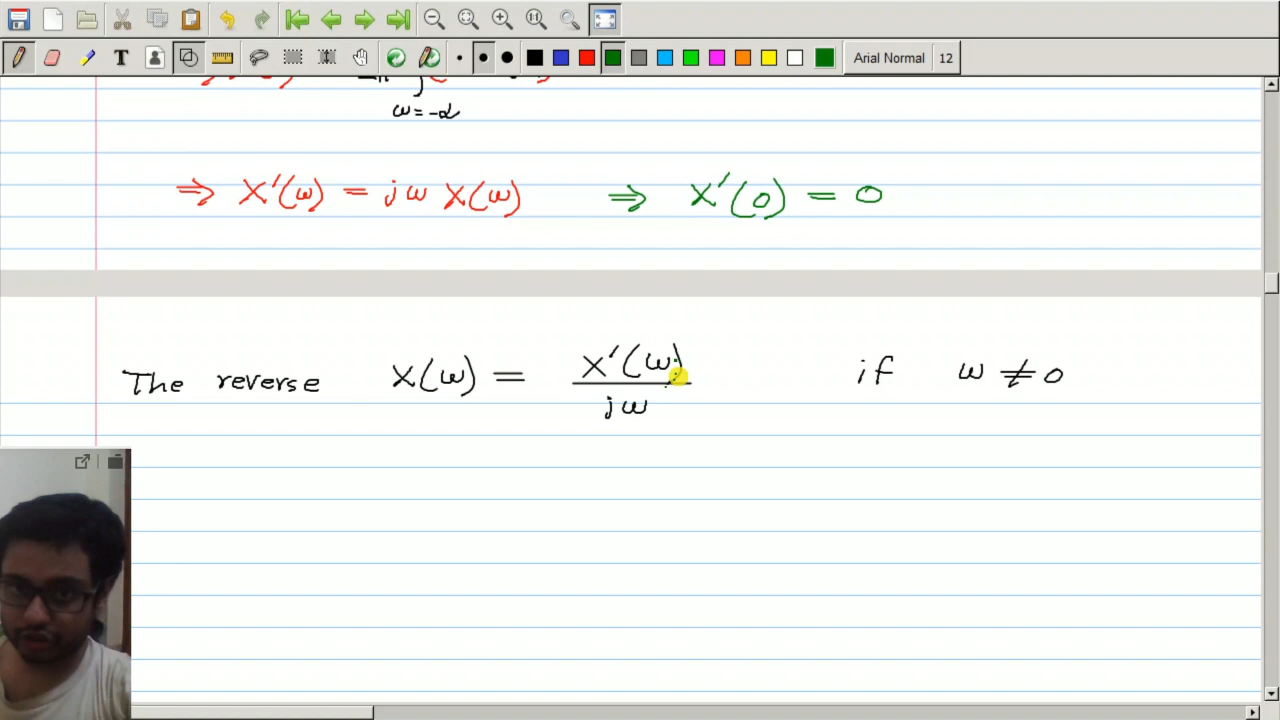 Arial Normal 12
ω = -α
⇒ X'(ω) = jω X(ω) ⇒ X'(0) = 0
The reverse X(ω) = X'(ω) / jω if ω ≠ 0